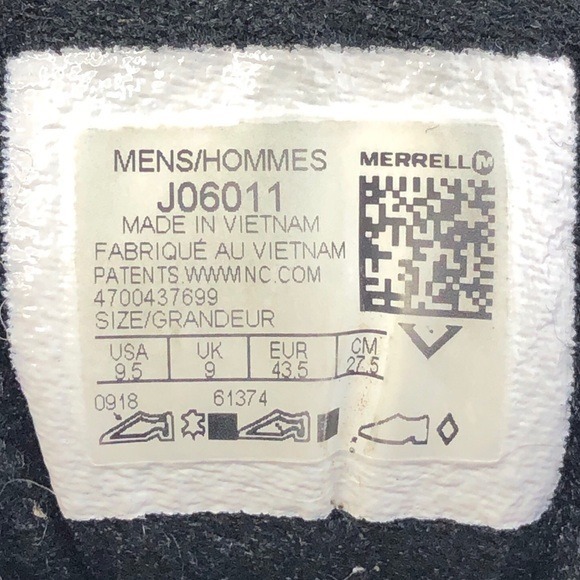 MENS/HOMMES
MERRELL M
J06011
MADE IN VIETNAM
FABRIQUÉ AU VIETNAM
PATENTS.WWWNC.COM
4700437699
SIZE/GRANDEUR
USA UK EUR CM
9.5 9 43.5 27.5
0918 61374